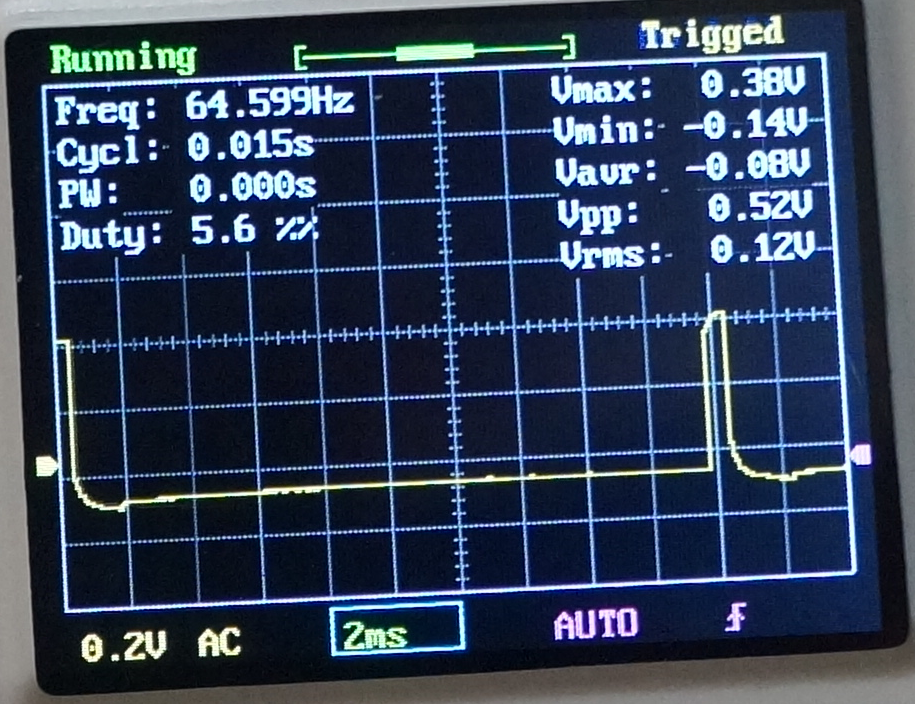 Running Trigged
Freq: 64.599Hz Vmax: 0.38V
Cycl: 0.015s Vmin: -0.14V
PW: 0.000s Vavr: -0.08V
Duty: 5.6 %% Vpp: 0.52V
Vrms: 0.12V
0.2V AC 2ms AUTO